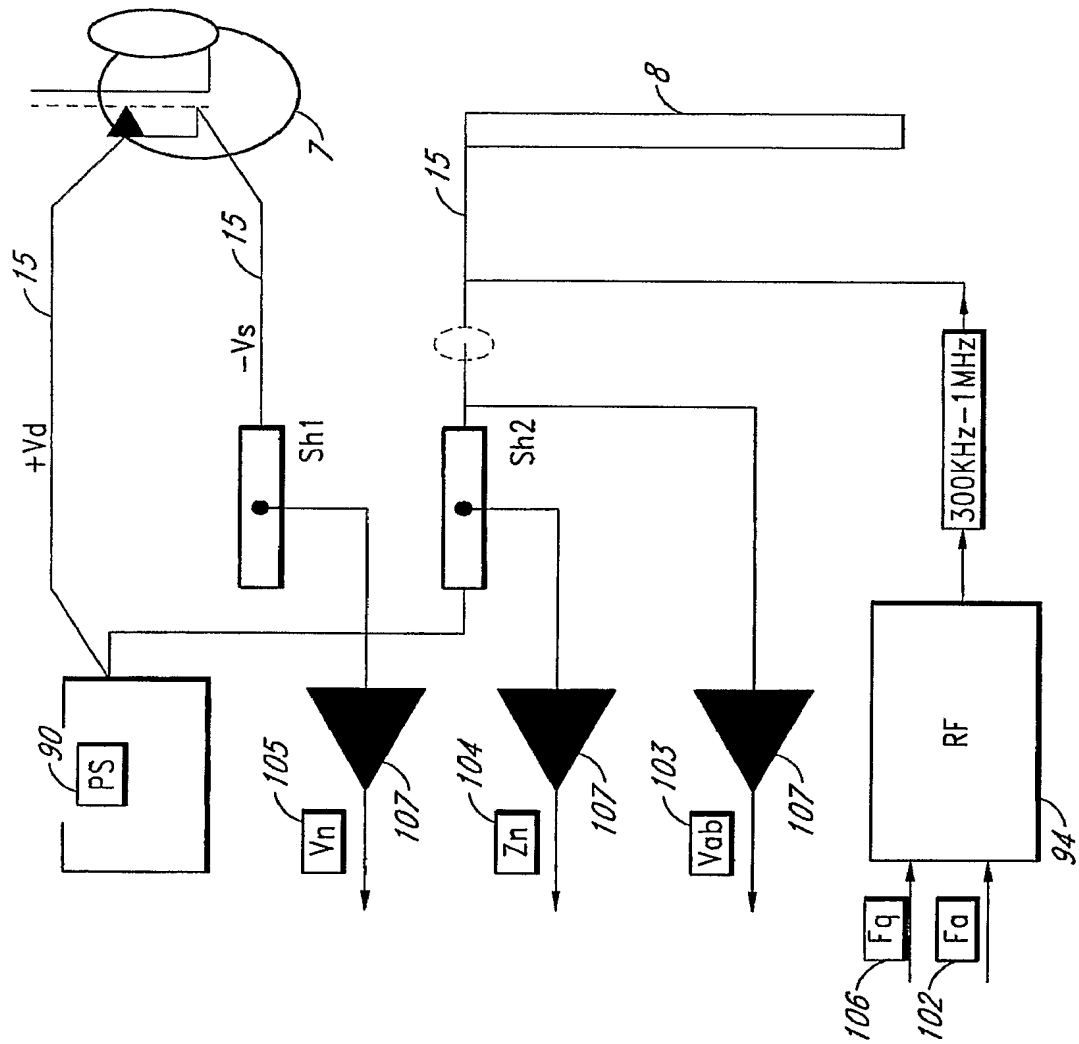 15
+Vd
7
15
-Vs
8
15
90
PS
Sh1
Sh2
105
Vn
107
104
Zn
107
103
Vab
107
300KHz-1MHz
RF
94
106
Fq
102
Fa